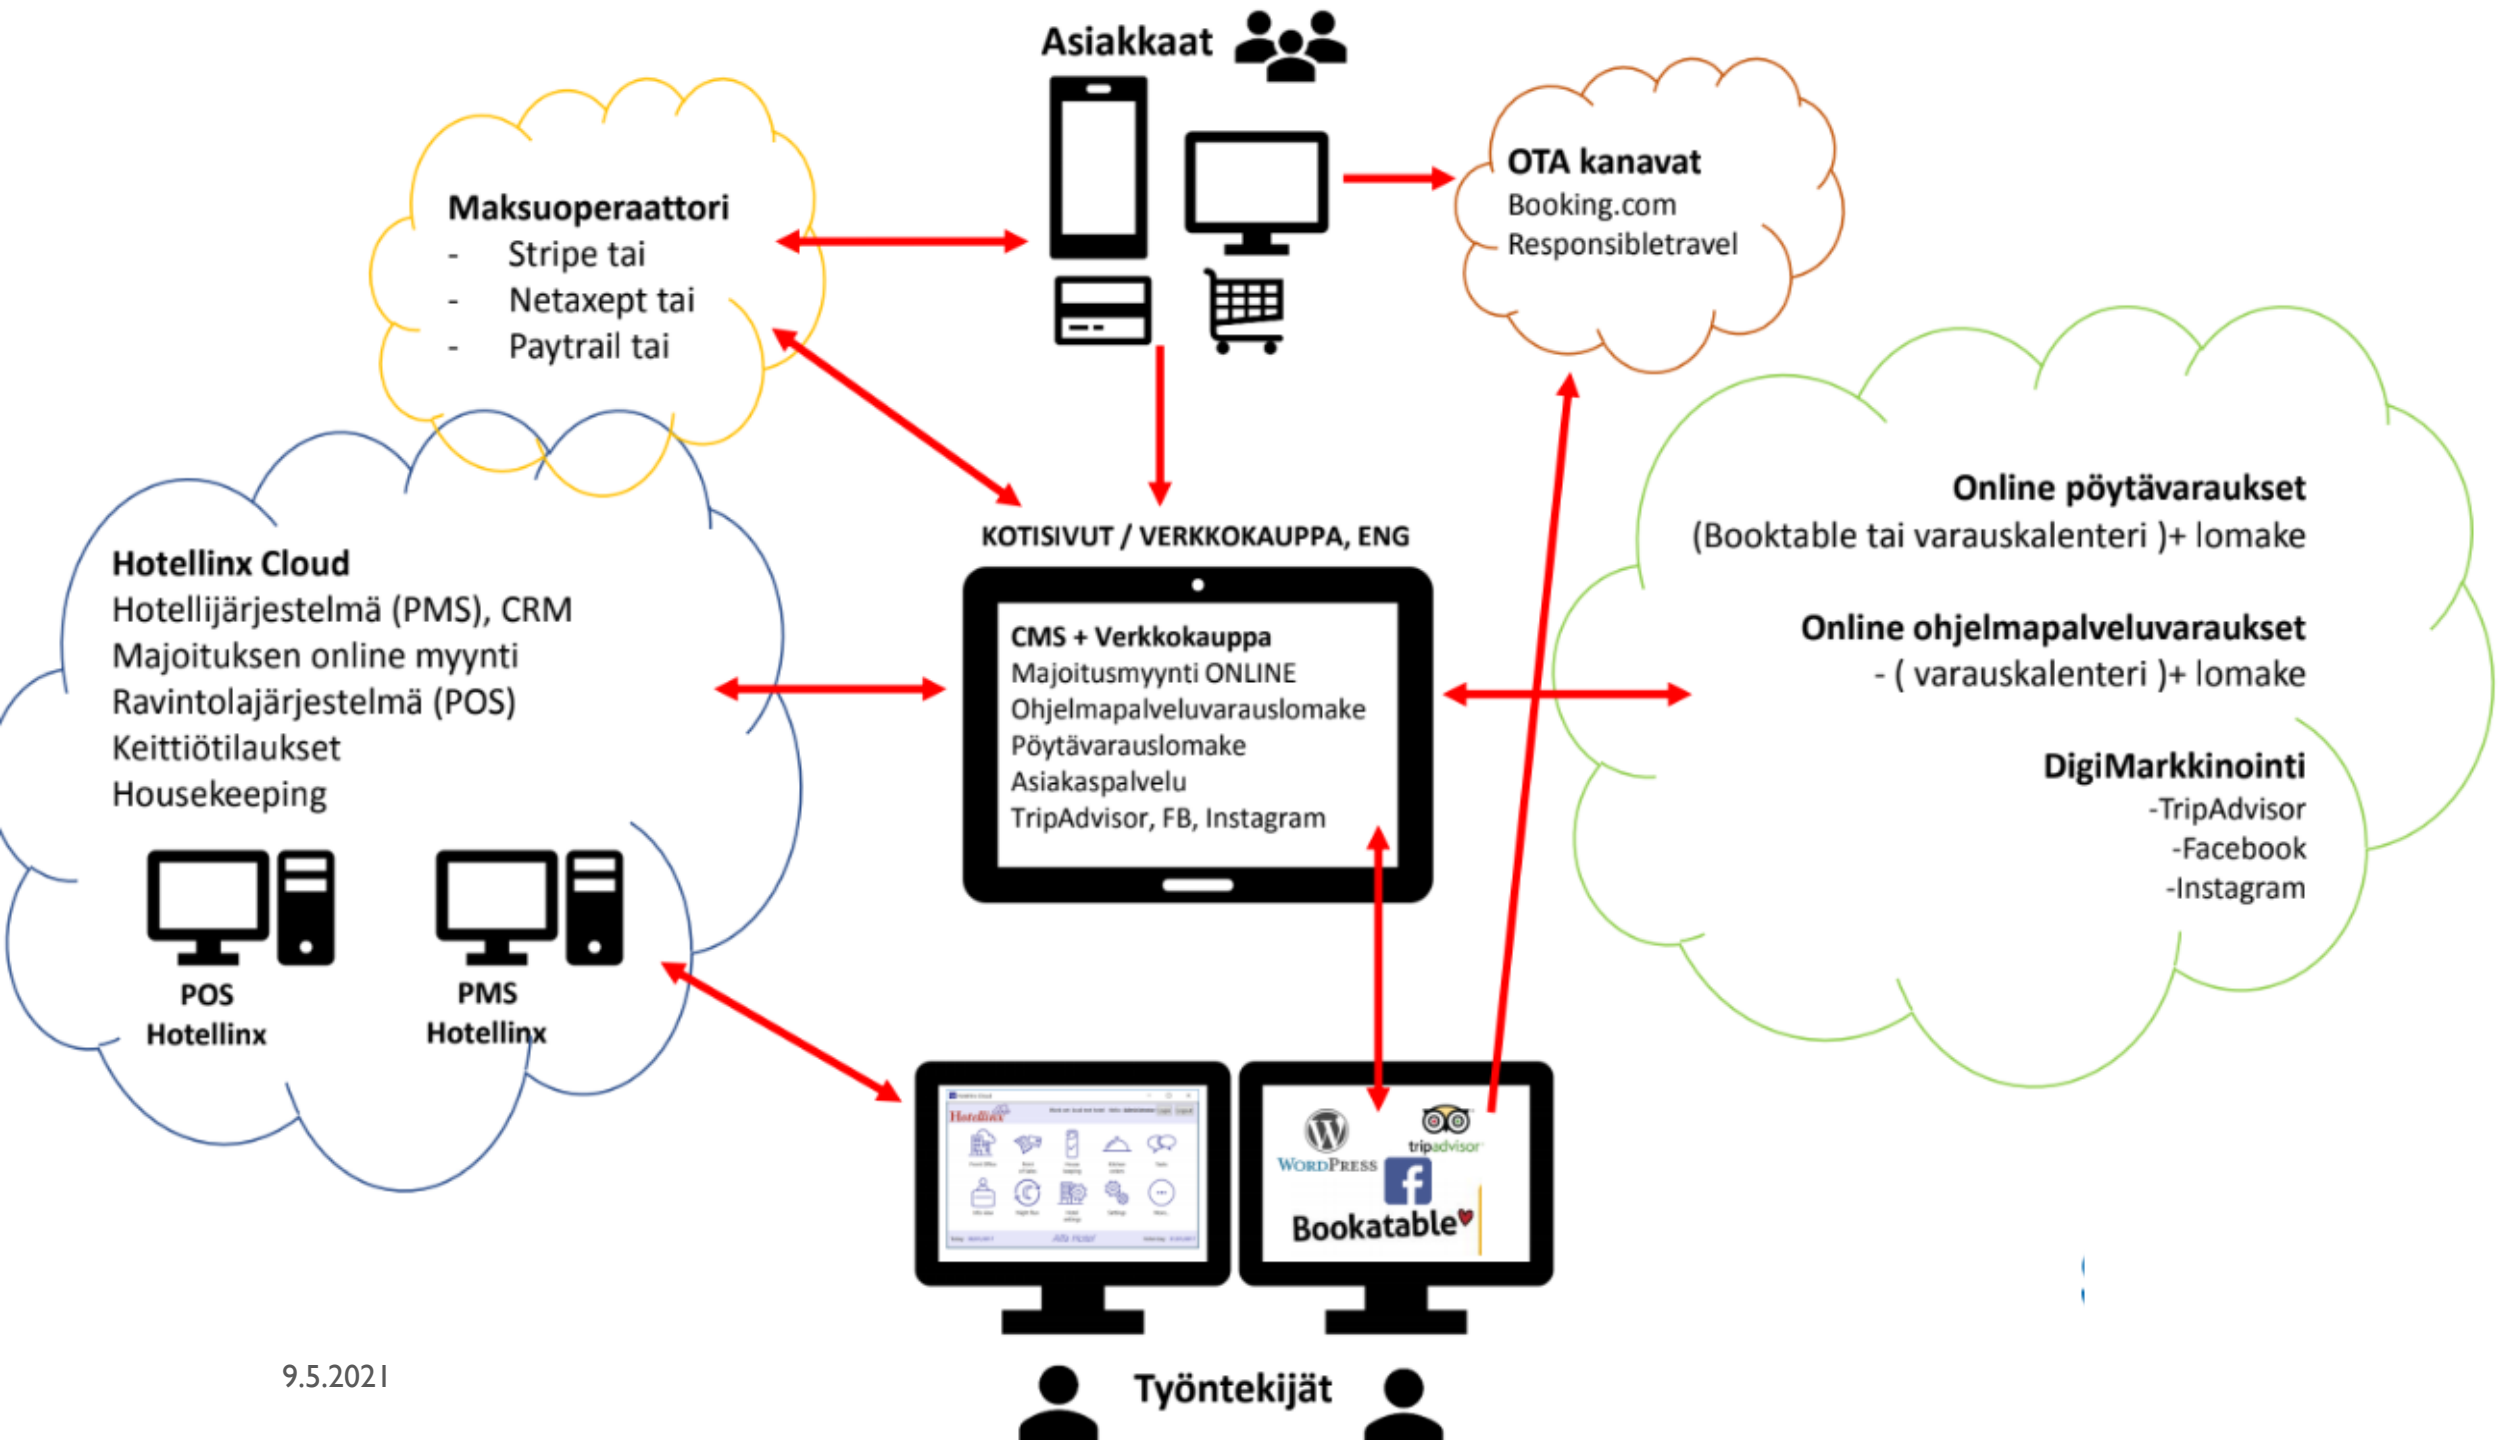 Asiakkaat
Maksuoperaattori
- Stripe tai
- Netaxept tai
- Paytrail tai
OTA kanavat
Booking.com
Responsibletravel
Hotellinx Cloud
Hotellijärjestelmä (PMS), CRM
Majoituksen online myynti
Ravintolajärjestelmä (POS)
Keittiötilaukset
Housekeeping
POS
Hotellinx
PMS
Hotellinx
KOTISIVUT / VERKKOKAUPPA, ENG
CMS + Verkkokauppa
Majoitusmyynti ONLINE
Ohjelmapalveluvarauslomake
Pöytävarauslomake
Asiakaspalvelu
TripAdvisor, FB, Instagram
Online pöytävaraukset
(Booktable tai varauskalenteri )+ lomake
Online ohjelmapalveluvaraukset
- ( varauskalenteri )+ lomake
DigiMarkkinointi
-TripAdvisor
-Facebook
-Instagram
Hotellinx
Alfa Hotel
WORDPRESS
tripadvisor
f
Bookatable
Työntekijät
9.5.2021